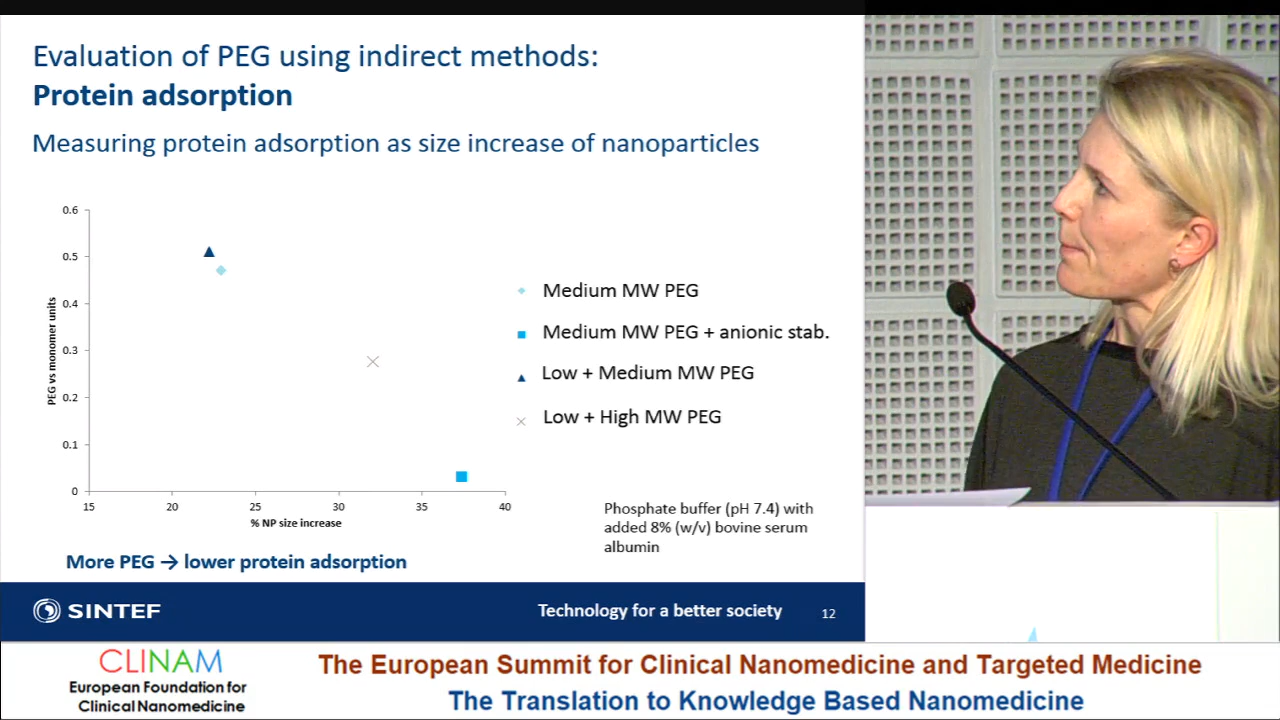 Evaluation of PEG using indirect methods:
Protein adsorption
Measuring protein adsorption as size increase of nanoparticles
0.6
0.5
0.4
0.3
0.2
0.1
0
PEG vs monomer units
15 20 25 30 35 40
% NP size increase
Medium MW PEG
Medium MW PEG + anionic stab.
Low + Medium MW PEG
Low + High MW PEG
Phosphate buffer (pH 7.4) with
added 8% (w/v) bovine serum
albumin
More PEG → lower protein adsorption
SINTEF
Technology for a better society
12
CLINAM
European Foundation for
Clinical Nanomedicine
The European Summit for Clinical Nanomedicine and Targeted Medicine
The Translation to Knowledge Based Nanomedicine